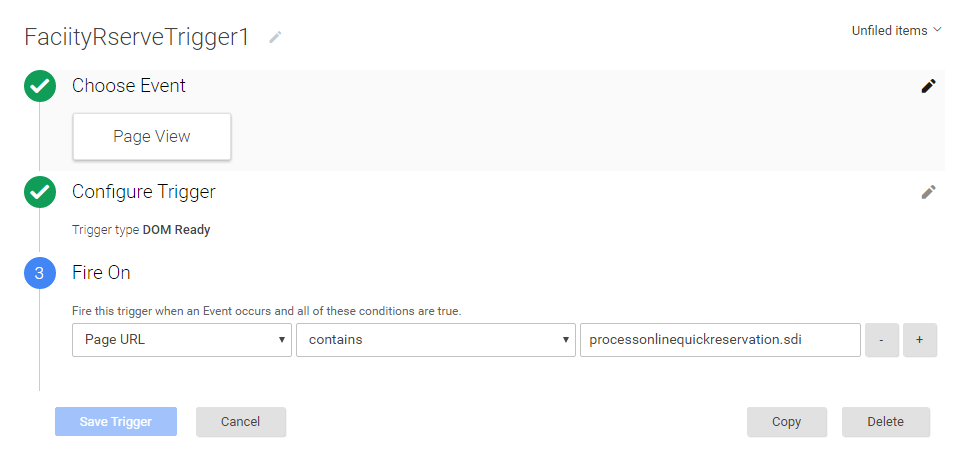 FaciityRserveTrigger1
Unfiled items
Choose Event
Page View
Configure Trigger
Trigger type DOM Ready
3 Fire On
Fire this trigger when an Event occurs and all of these conditions are true.
Page URL contains processonlinequickreservation.sdi - +
Save Trigger Cancel Copy Delete